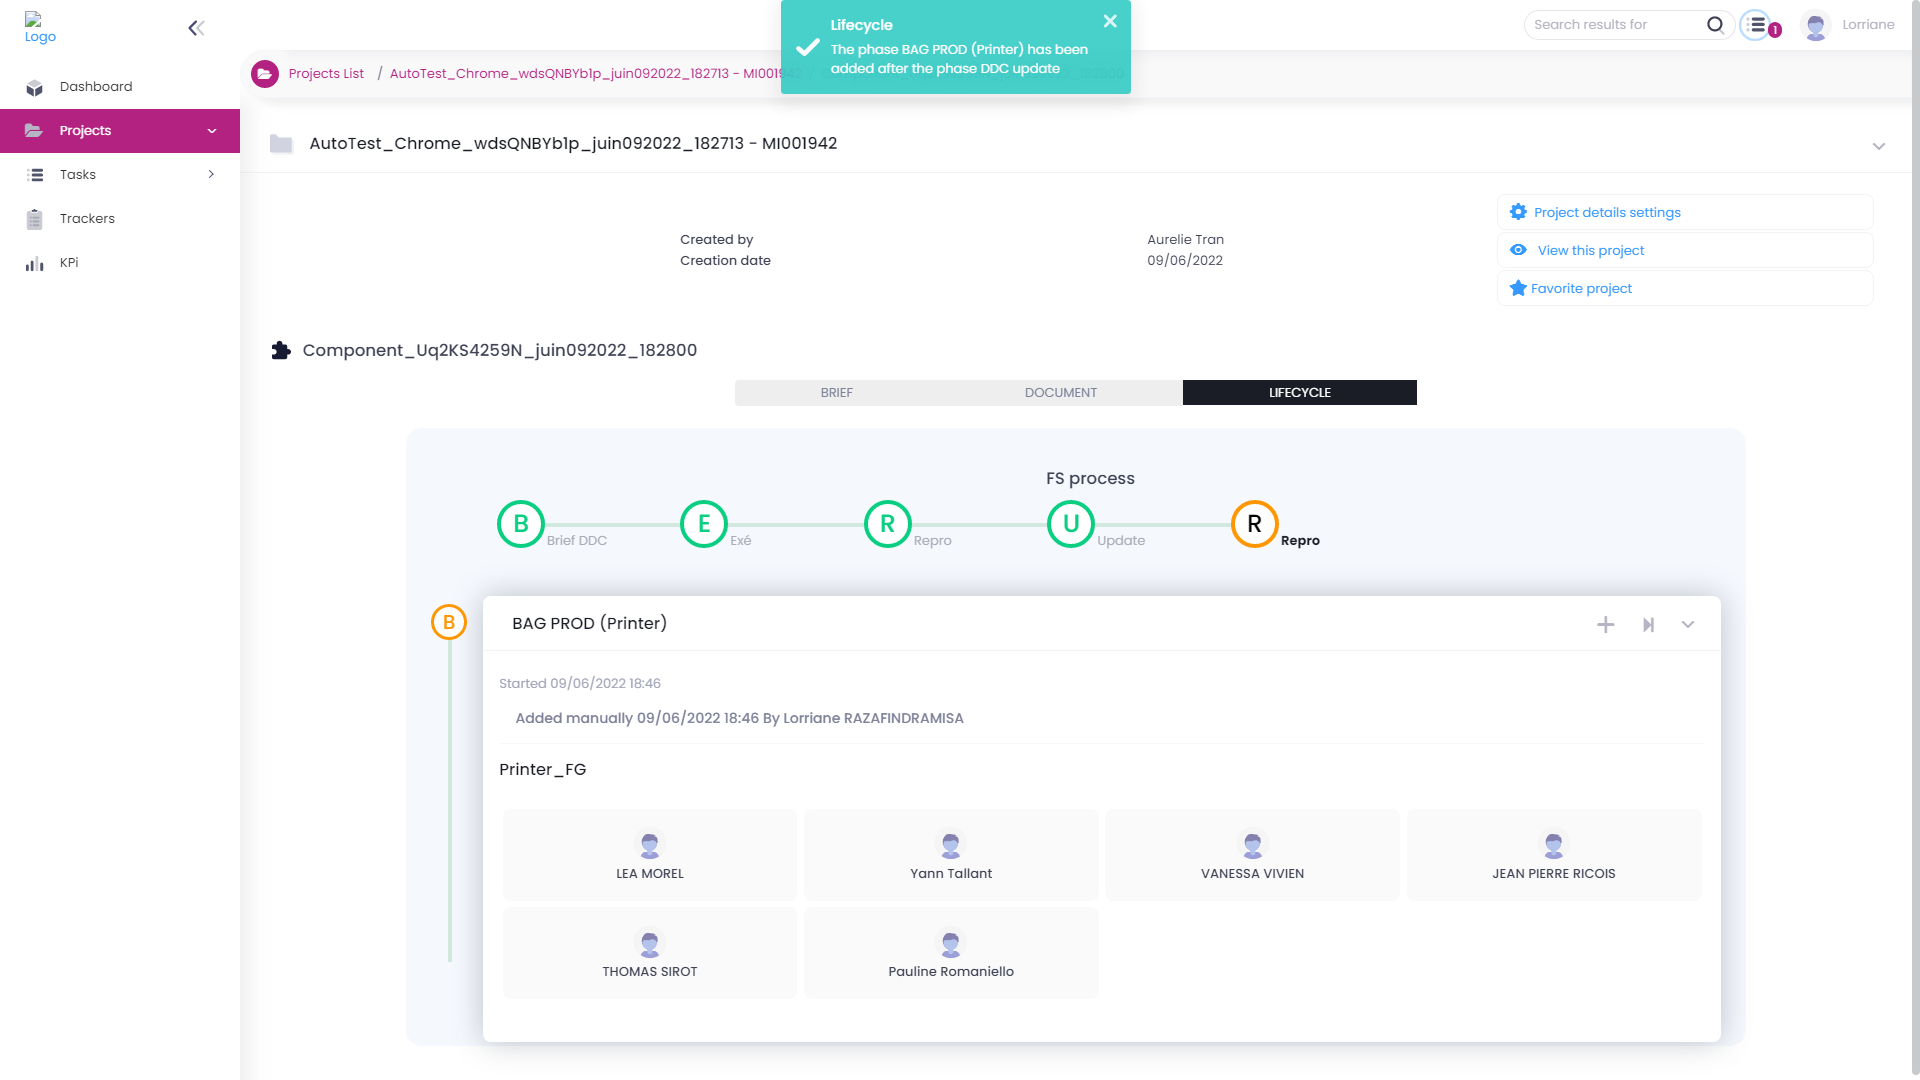 Logo
Dashboard
Projects
Tasks
Trackers
KPi
Lifecycle
The phase BAG PROD (Printer) has been
added after the phase DDC update
Search results for
1
Lorriane
Projects List / AutoTest_Chrome_wdsQNBYb1p_juin092022_182713 - MI001942
AutoTest_Chrome_wdsQNBYb1p_juin092022_182713 - MI001942
Created by Aurelie Tran
Creation date 09/06/2022
Project details settings
View this project
Favorite project
Component_Uq2KS4259N_juin092022_182800
BRIEF DOCUMENT LIFECYCLE
FS process
B Brief DDC E Exé R Repro U Update R Repro
B
BAG PROD (Printer)
Started 09/06/2022 18:46
Added manually 09/06/2022 18:46 By Lorriane RAZAFINDRAMISA
Printer_FG
LEA MOREL Yann Tallant VANESSA VIVIEN JEAN PIERRE RICOIS
THOMAS SIROT Pauline Romaniello